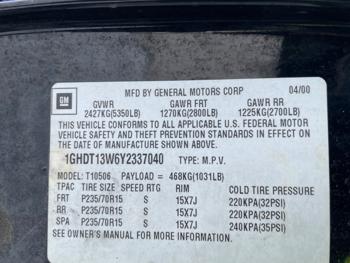 MFD BY GENERAL MOTORS CORP 04/00
GM GVWR GAWR FRT GAWR RR
2427KG(5350LB) 1270KG(2800LB) 1225KG(2700LB)
THIS VEHICLE CONFORMS TO ALL APPLICABLE U.S. FEDERAL MOTOR
VEHICLE SAFETY AND THEFT PREVENTION STANDARDS IN EFFECT ON
THE DATE OF MANUFACTURE SHOWN ABOVE.
1GHDT13W6Y2337040 TYPE: M.P.V.
MODEL: T10506 PAYLOAD = 468KG(1031LB)
TPAC TIRE SIZE SPEED RTG RIM COLD TIRE PRESSURE
FRT P235/70R15 S 15X7J 220KPA(32PSI)
RR P235/70R15 S 15X7J 220KPA(32PSI)
SPA P235/70R15 S 15X7J 240KPA(35PSI)
SEE OWNER'S MANUAL FOR MORE INFORMATION.